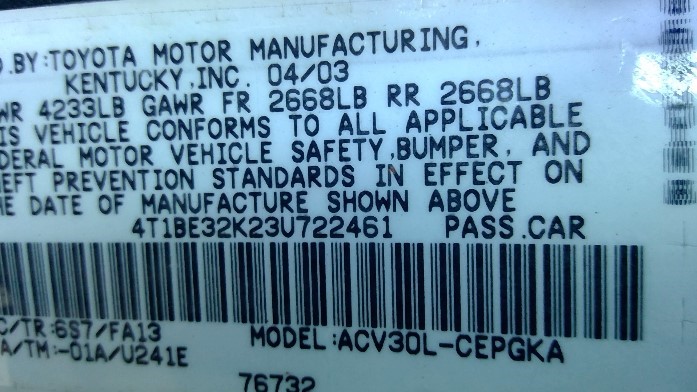 D.BY:TOYOTA MOTOR MANUFACTURING,
KENTUCKY,INC. 04/03
WR 4233LB GAWR FR 2668LB RR 2668LB
IS VEHICLE CONFORMS TO ALL APPLICABLE
DERAL MOTOR VEHICLE SAFETY,BUMPER, AND
EFT PREVENTION STANDARDS IN EFFECT ON
HE DATE OF MANUFACTURE SHOWN ABOVE
4T1BE32K23U722461 PASS.CAR
C/TR:6S7/FA13
A/TM:-01A/U241E
MODEL:ACV30L-CEPGKA
76732